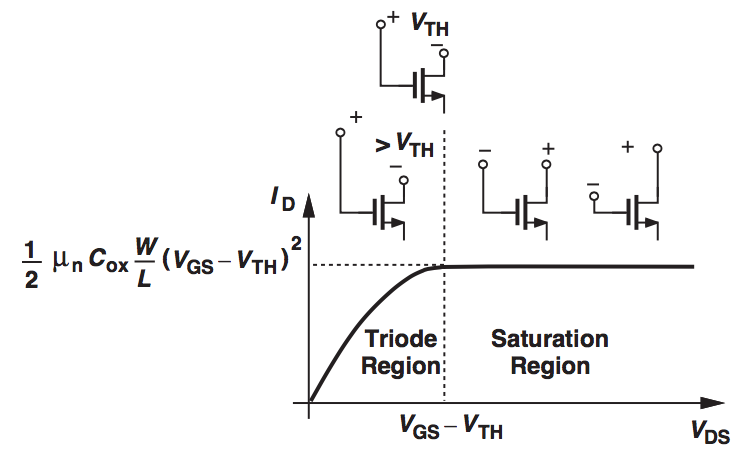 + V_TH
−
+
> V_TH
−
− +
+
−
I_D
1/2 μ_n C_ox W/L (V_GS − V_TH)^2
Triode
Region
Saturation
Region
V_GS − V_TH
V_DS